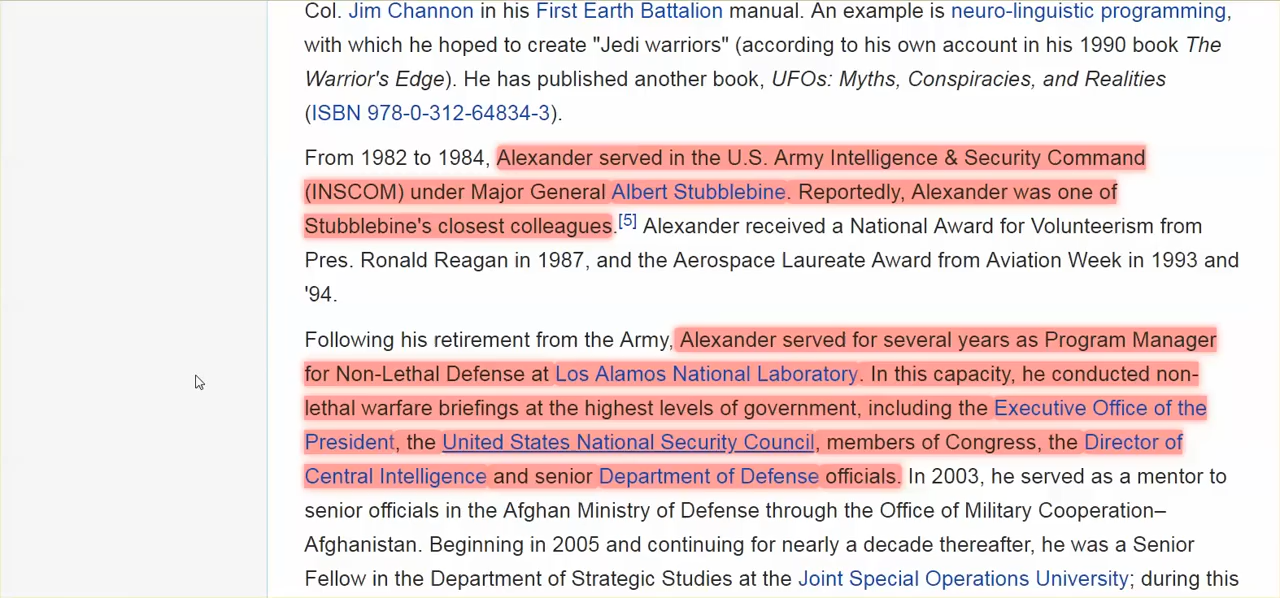 Col. Jim Channon in his First Earth Battalion manual. An example is neuro-linguistic programming,
with which he hoped to create "Jedi warriors" (according to his own account in his 1990 book The
Warrior's Edge). He has published another book, UFOs: Myths, Conspiracies, and Realities
(ISBN 978-0-312-64834-3).
From 1982 to 1984, Alexander served in the U.S. Army Intelligence & Security Command
(INSCOM) under Major General Albert Stubblebine. Reportedly, Alexander was one of
Stubblebine's closest colleagues.[5] Alexander received a National Award for Volunteerism from
Pres. Ronald Reagan in 1987, and the Aerospace Laureate Award from Aviation Week in 1993 and
'94.
Following his retirement from the Army, Alexander served for several years as Program Manager
for Non-Lethal Defense at Los Alamos National Laboratory. In this capacity, he conducted non-
lethal warfare briefings at the highest levels of government, including the Executive Office of the
President, the United States National Security Council, members of Congress, the Director of
Central Intelligence and senior Department of Defense officials. In 2003, he served as a mentor to
senior officials in the Afghan Ministry of Defense through the Office of Military Cooperation–
Afghanistan. Beginning in 2005 and continuing for nearly a decade thereafter, he was a Senior
Fellow in the Department of Strategic Studies at the Joint Special Operations University; during this